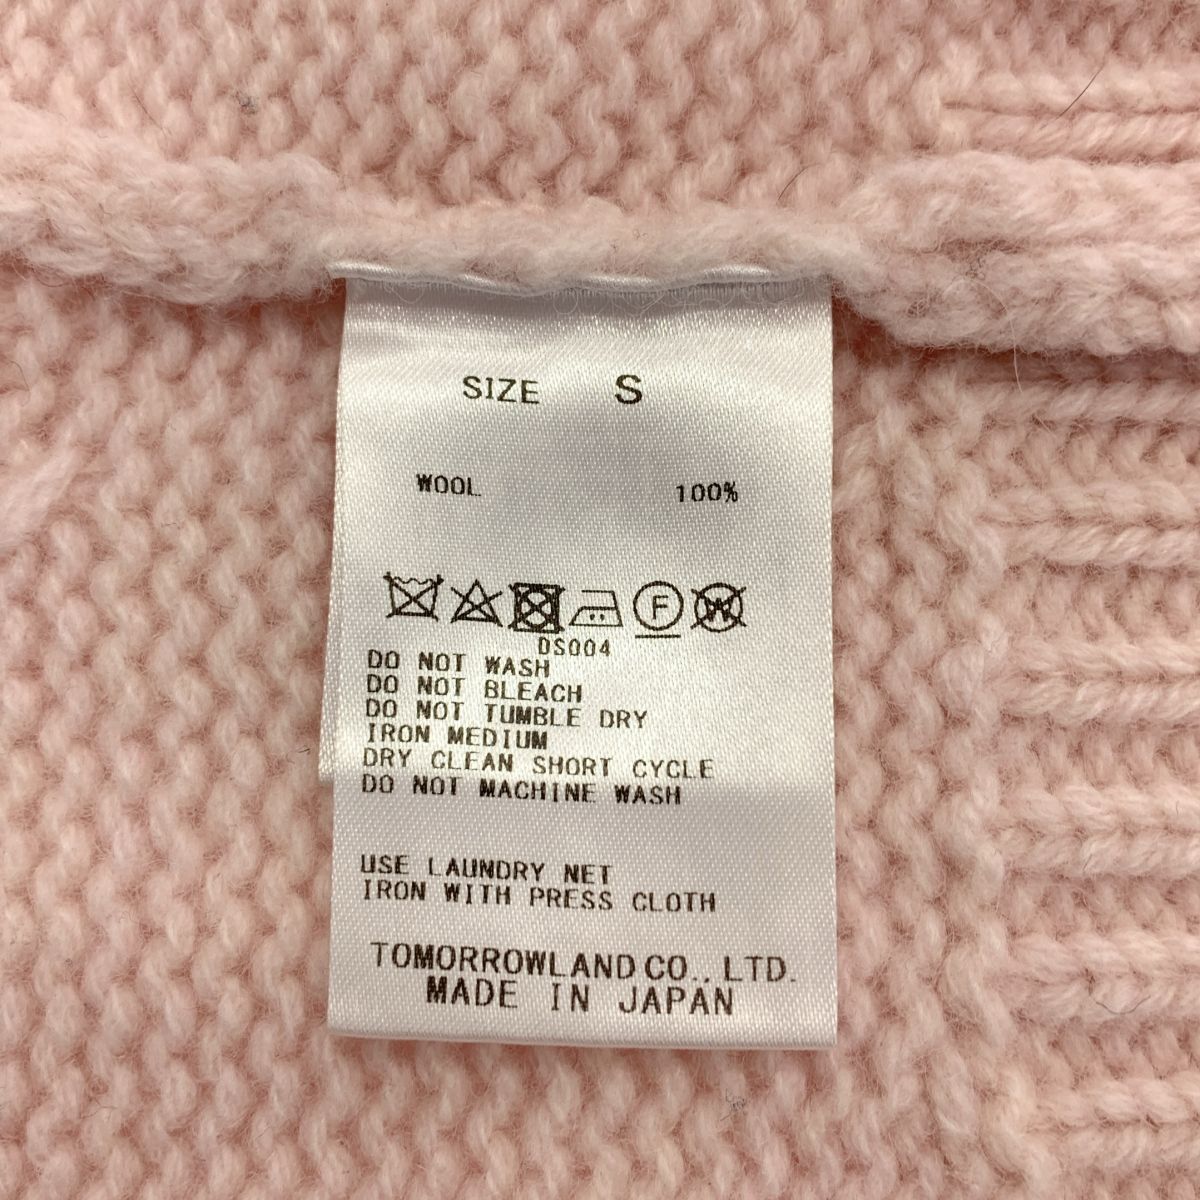 SIZE S
WOOL 100%
F W
DS004
DO NOT WASH
DO NOT BLEACH
DO NOT TUMBLE DRY
IRON MEDIUM
DRY CLEAN SHORT CYCLE
DO NOT MACHINE WASH
USE LAUNDRY NET
IRON WITH PRESS CLOTH
TOMORROWLAND CO., LTD.
MADE IN JAPAN